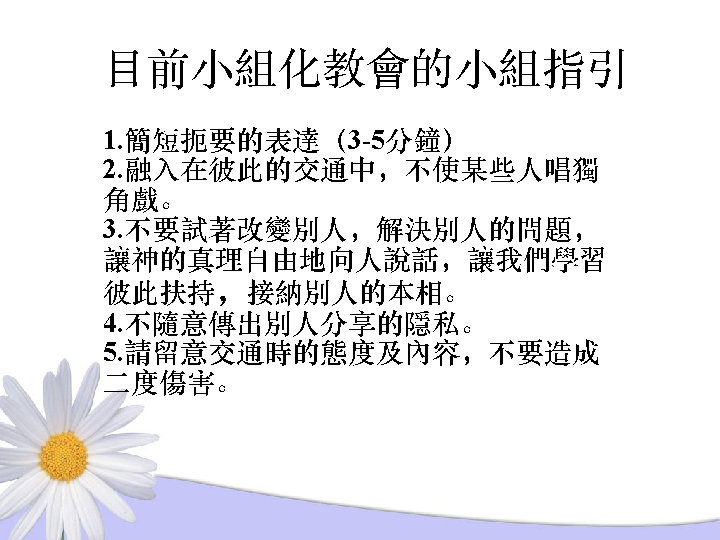 目前小組化教會的小組指引
1. 簡短扼要的表達（3-5分鐘）
2. 融入在彼此的交通中，不使某些人唱獨
角戲。
3. 不要試著改變別人，解決別人的問題，
讓神的真理自由地向人說話，讓我們學習
彼此扶持，接納別人的本相。
4. 不隨意傳出別人分享的隱私。
5. 請留意交通時的態度及內容，不要造成
二度傷害。